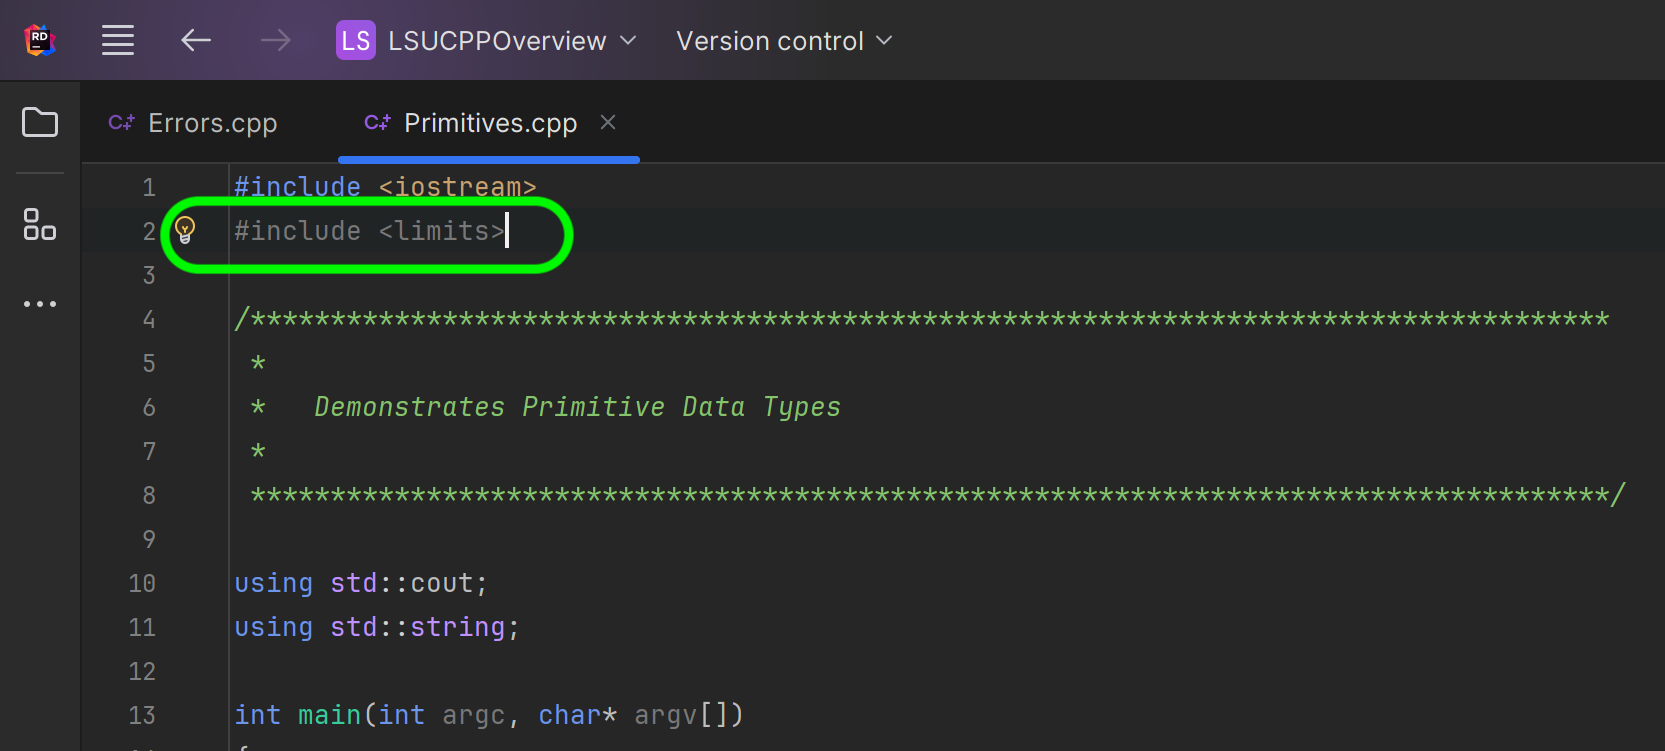 RD
LS LSUCPPOverview Version control
C++ Errors.cpp C++ Primitives.cpp ×
1 #include <iostream>
2 #include <limits>
3
4 /*************************************************************************************
5 *
6 * Demonstrates Primitive Data Types
7 *
8 *************************************************************************************/
9
10 using std::cout;
11 using std::string;
12
13 int main(int argc, char* argv[])